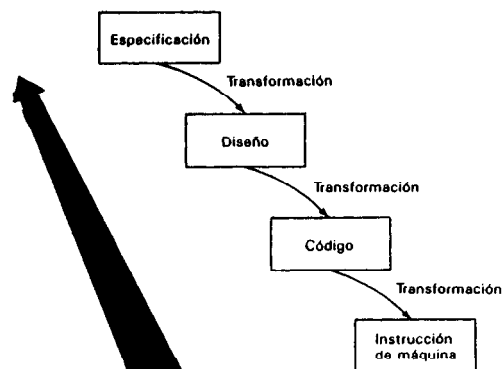 Especificación
Transformación
Diseño
Transformación
Código
Transformación
Instrucción
de máquina